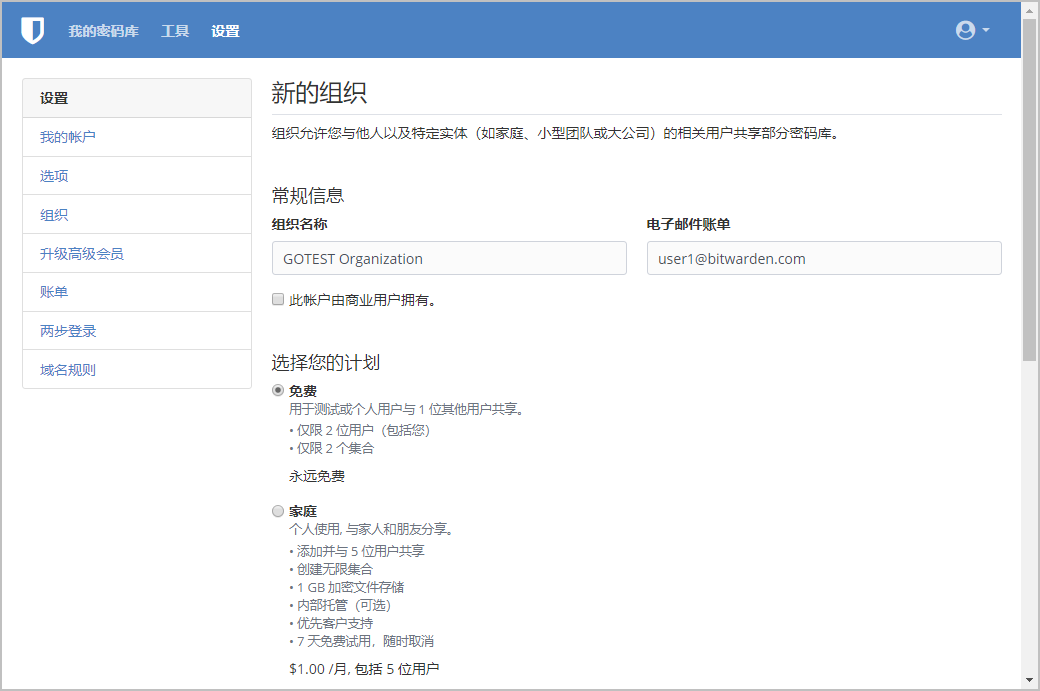 我的密码库 工具 设置
设置
我的帐户
选项
组织
升级高级会员
账单
两步登录
域名规则
新的组织
组织允许您与他人以及特定实体（如家庭、小型团队或大公司）的相关用户共享部分密码库。
常规信息
组织名称 电子邮件账单
GOTEST Organization user1@bitwarden.com
此帐户由商业用户拥有。
选择您的计划
免费
用于测试或个人用户与 1 位其他用户共享。
• 仅限 2 位用户（包括您）
• 仅限 2 个集合
永远免费
家庭
个人使用, 与家人和朋友分享。
• 添加并与 5 位用户共享
• 创建无限集合
• 1 GB 加密文件存储
• 内部托管（可选）
• 优先客户支持
• 7 天免费试用，随时取消
$1.00 /月, 包括 5 位用户